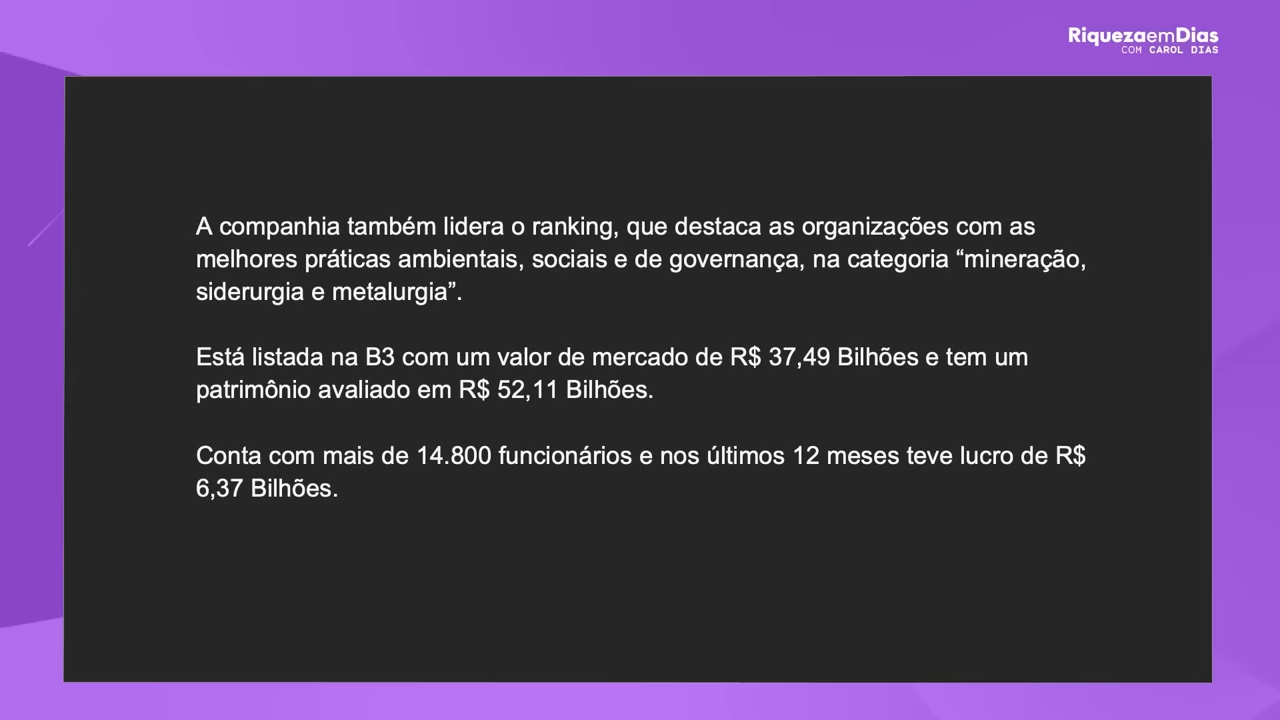 RiquezaemDias
COM CAROL DIAS
A companhia também lidera o ranking, que destaca as organizações com as
melhores práticas ambientais, sociais e de governança, na categoria “mineração,
siderurgia e metalurgia”.
Está listada na B3 com um valor de mercado de R$ 37,49 Bilhões e tem um
patrimônio avaliado em R$ 52,11 Bilhões.
Conta com mais de 14.800 funcionários e nos últimos 12 meses teve lucro de R$
6,37 Bilhões.